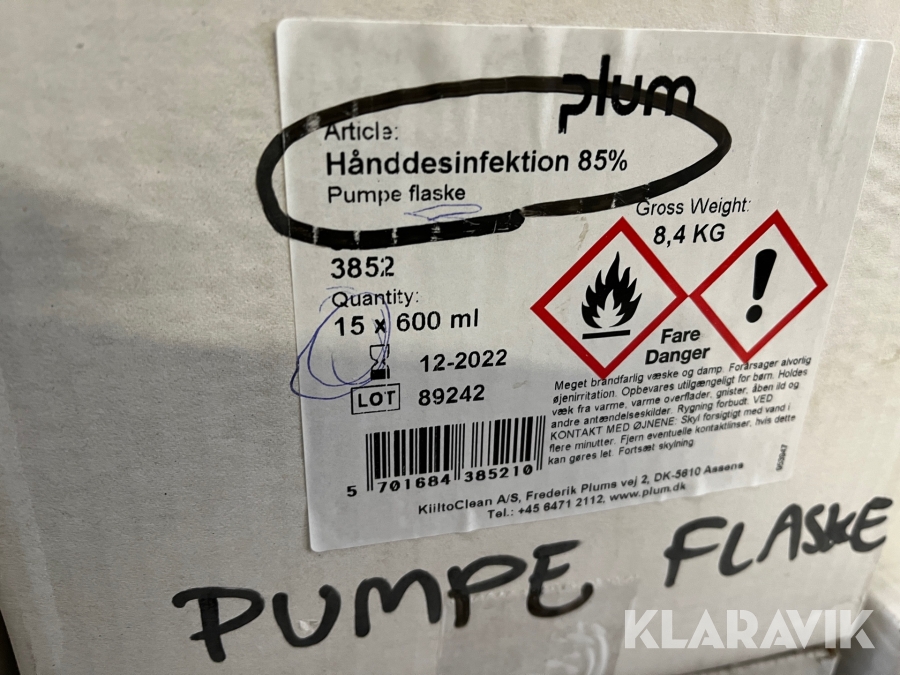 plum
Article:
Hånddesinfektion 85%
Pumpe flaske
Gross Weight:
8,4 KG
3852
Quantity:
15 x 600 ml
12-2022
LOT 89242
Fare
Danger
Meget brandfarlig væske og damp. Forårsager alvorlig
øjenirritation. Opbevares utilgængeligt for børn. Holdes
væk fra varme, varme overflader, gnister, åben ild og
andre antændelseskilder. Rygning forbudt. VED
KONTAKT MED ØJNENE: Skyl forsigtigt med vand i
flere minutter. Fjern eventuelle kontaktlinser, hvis dette
kan gøres let. Fortsæt skylning.
5 701684 385210
KiiltoClean A/S, Frederik Plums vej 2, DK-5610 Assens
Tel.: +45 6471 2112, www.plum.dk
PUMPE FLASKE
KLARAVIK